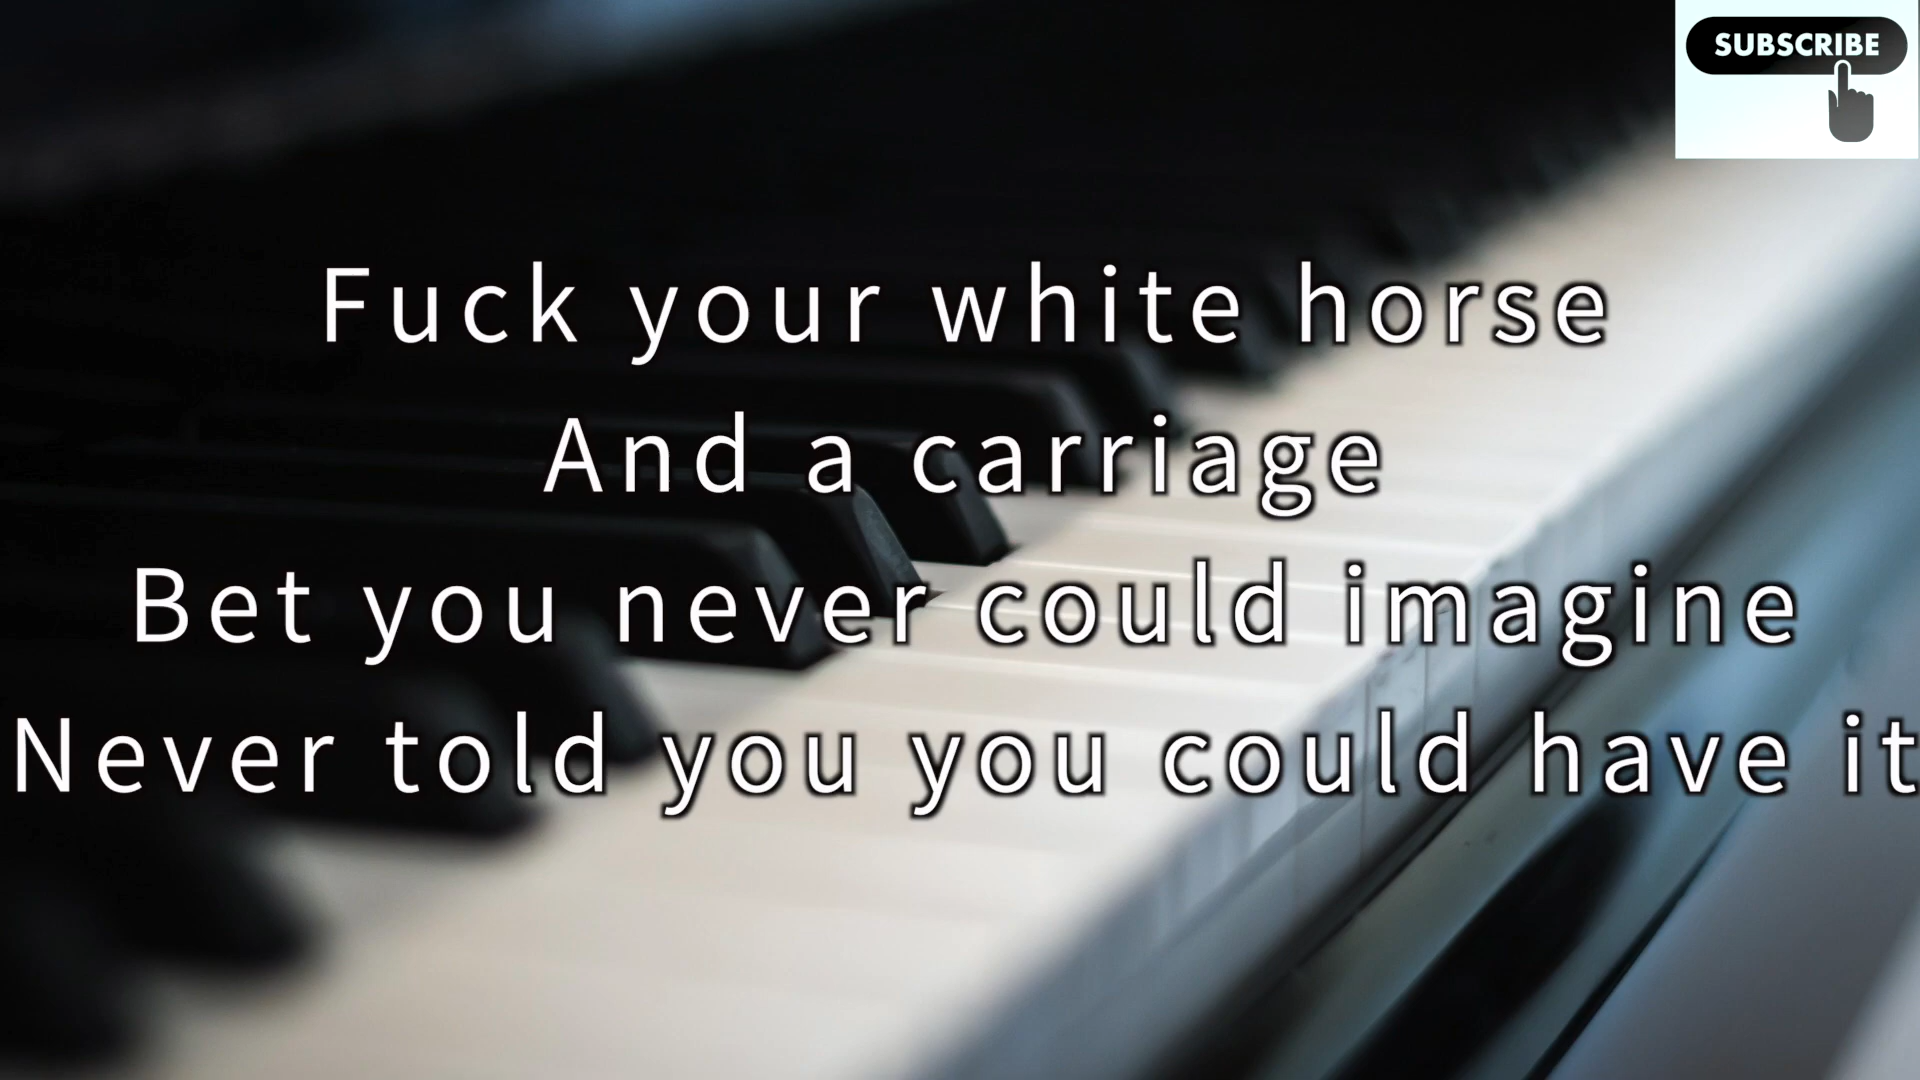 SUBSCRIBE
Fuck your white horse
And a carriage
Bet you never could imagine
Never told you you could have it